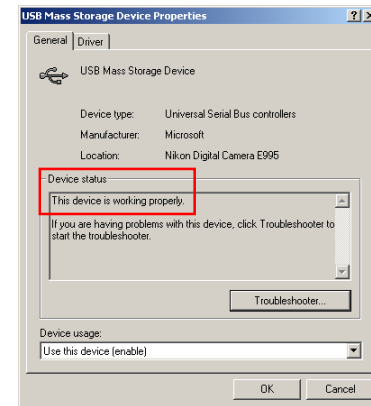 USB Mass Storage Device Properties
General Driver
USB Mass Storage Device
Device type: Universal Serial Bus controllers
Manufacturer: Microsoft
Location: Nikon Digital Camera E995
Device status
This device is working properly.
If you are having problems with this device, click Troubleshooter to
start the troubleshooter.
Troubleshooter...
Device usage:
Use this device (enable)
OK Cancel